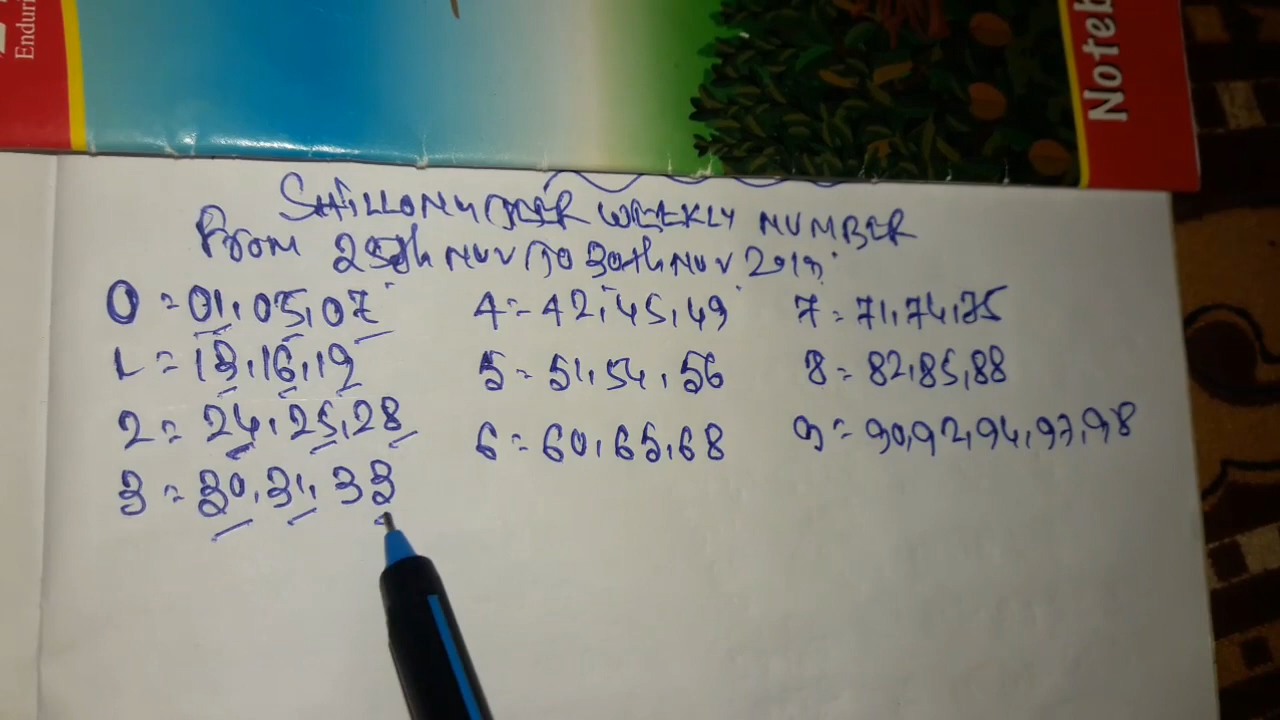 Enduri
Noteb
SHILLONG TEER WEEKLY NUMBER
From 25th NOV TO 30th NOV 2019
0 = 01, 05, 07
1 = 13, 16, 19
2 = 24, 25, 28
3 = 30, 31, 33
4 = 42, 45, 49
5 = 51, 54, 56
6 = 60, 65, 68
7 = 71, 74, 75
8 = 82, 85, 88
9 = 90, 92, 94, 97, 98